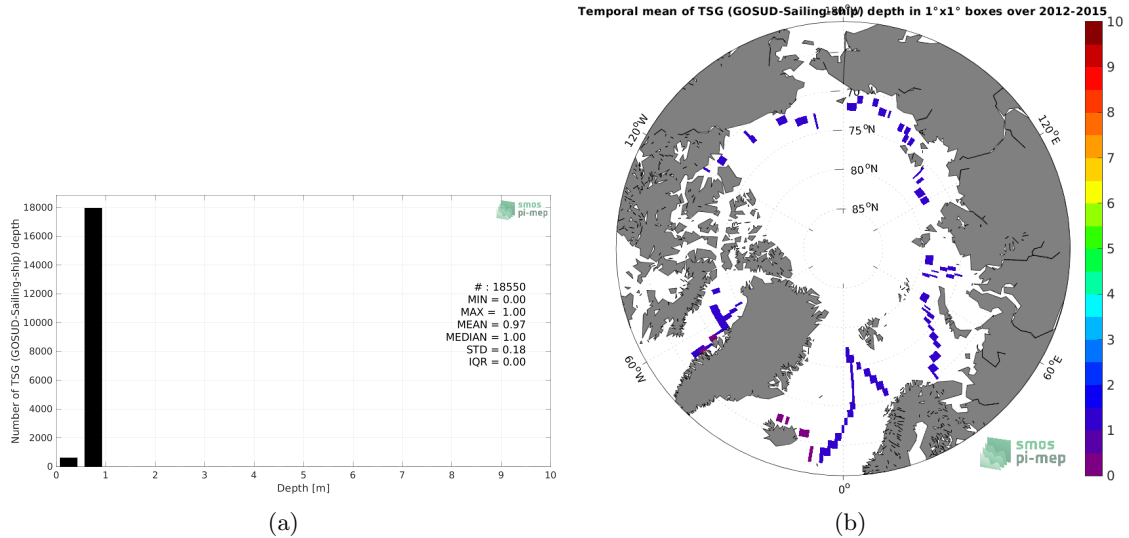 Temporal mean of TSG (GOSUD-Sailing-ship) depth in 1°x1° boxes over 2012-2015
Number of TSG (GOSUD-Sailing-ship) depth
18000
16000
14000
12000
10000
8000
6000
4000
2000
0
smos
pi-mep
# : 18550
MIN = 0.00
MAX = 1.00
MEAN = 0.97
MEDIAN = 1.00
STD = 0.18
IQR = 0.00
0 1 2 3 4 5 6 7 8 9 10
Depth [m]
(a)
120°W
120°E
75°N
80°N
85°N
60°W
60°E
0°
smos
pi-mep
10
9
8
7
6
5
4
3
2
1
0
(b)